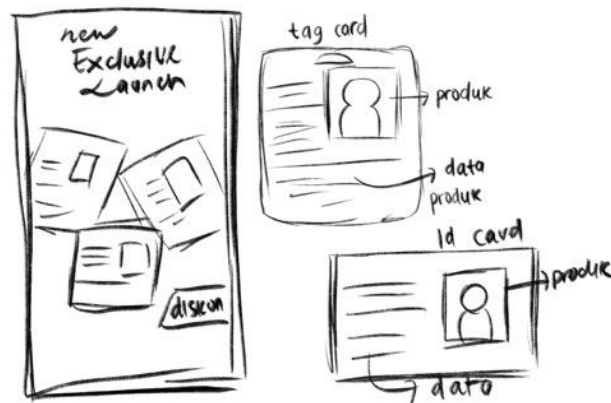 new
Exclusive
Launch
diskon
tag card
produk
data
produk
Id card
produk
data